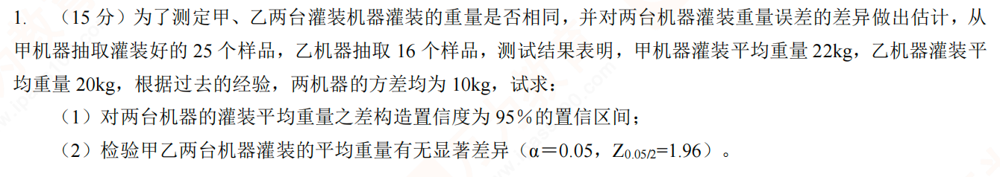 1. （15 分）为了测定甲、乙两台灌装机器灌装的重量是否相同，并对两台机器灌装重量误差的差异做出估计，从
甲机器抽取灌装好的 25 个样品，乙机器抽取 16 个样品，测试结果表明，甲机器灌装平均重量 22kg，乙机器灌装平
均重量 20kg，根据过去的经验，两机器的方差均为 10kg，试求：
（1）对两台机器的灌装平均重量之差构造置信度为 95%的置信区间；
（2）检验甲乙两台机器灌装的平均重量有无显著差异（α＝0.05，Z0.05/2=1.96）。